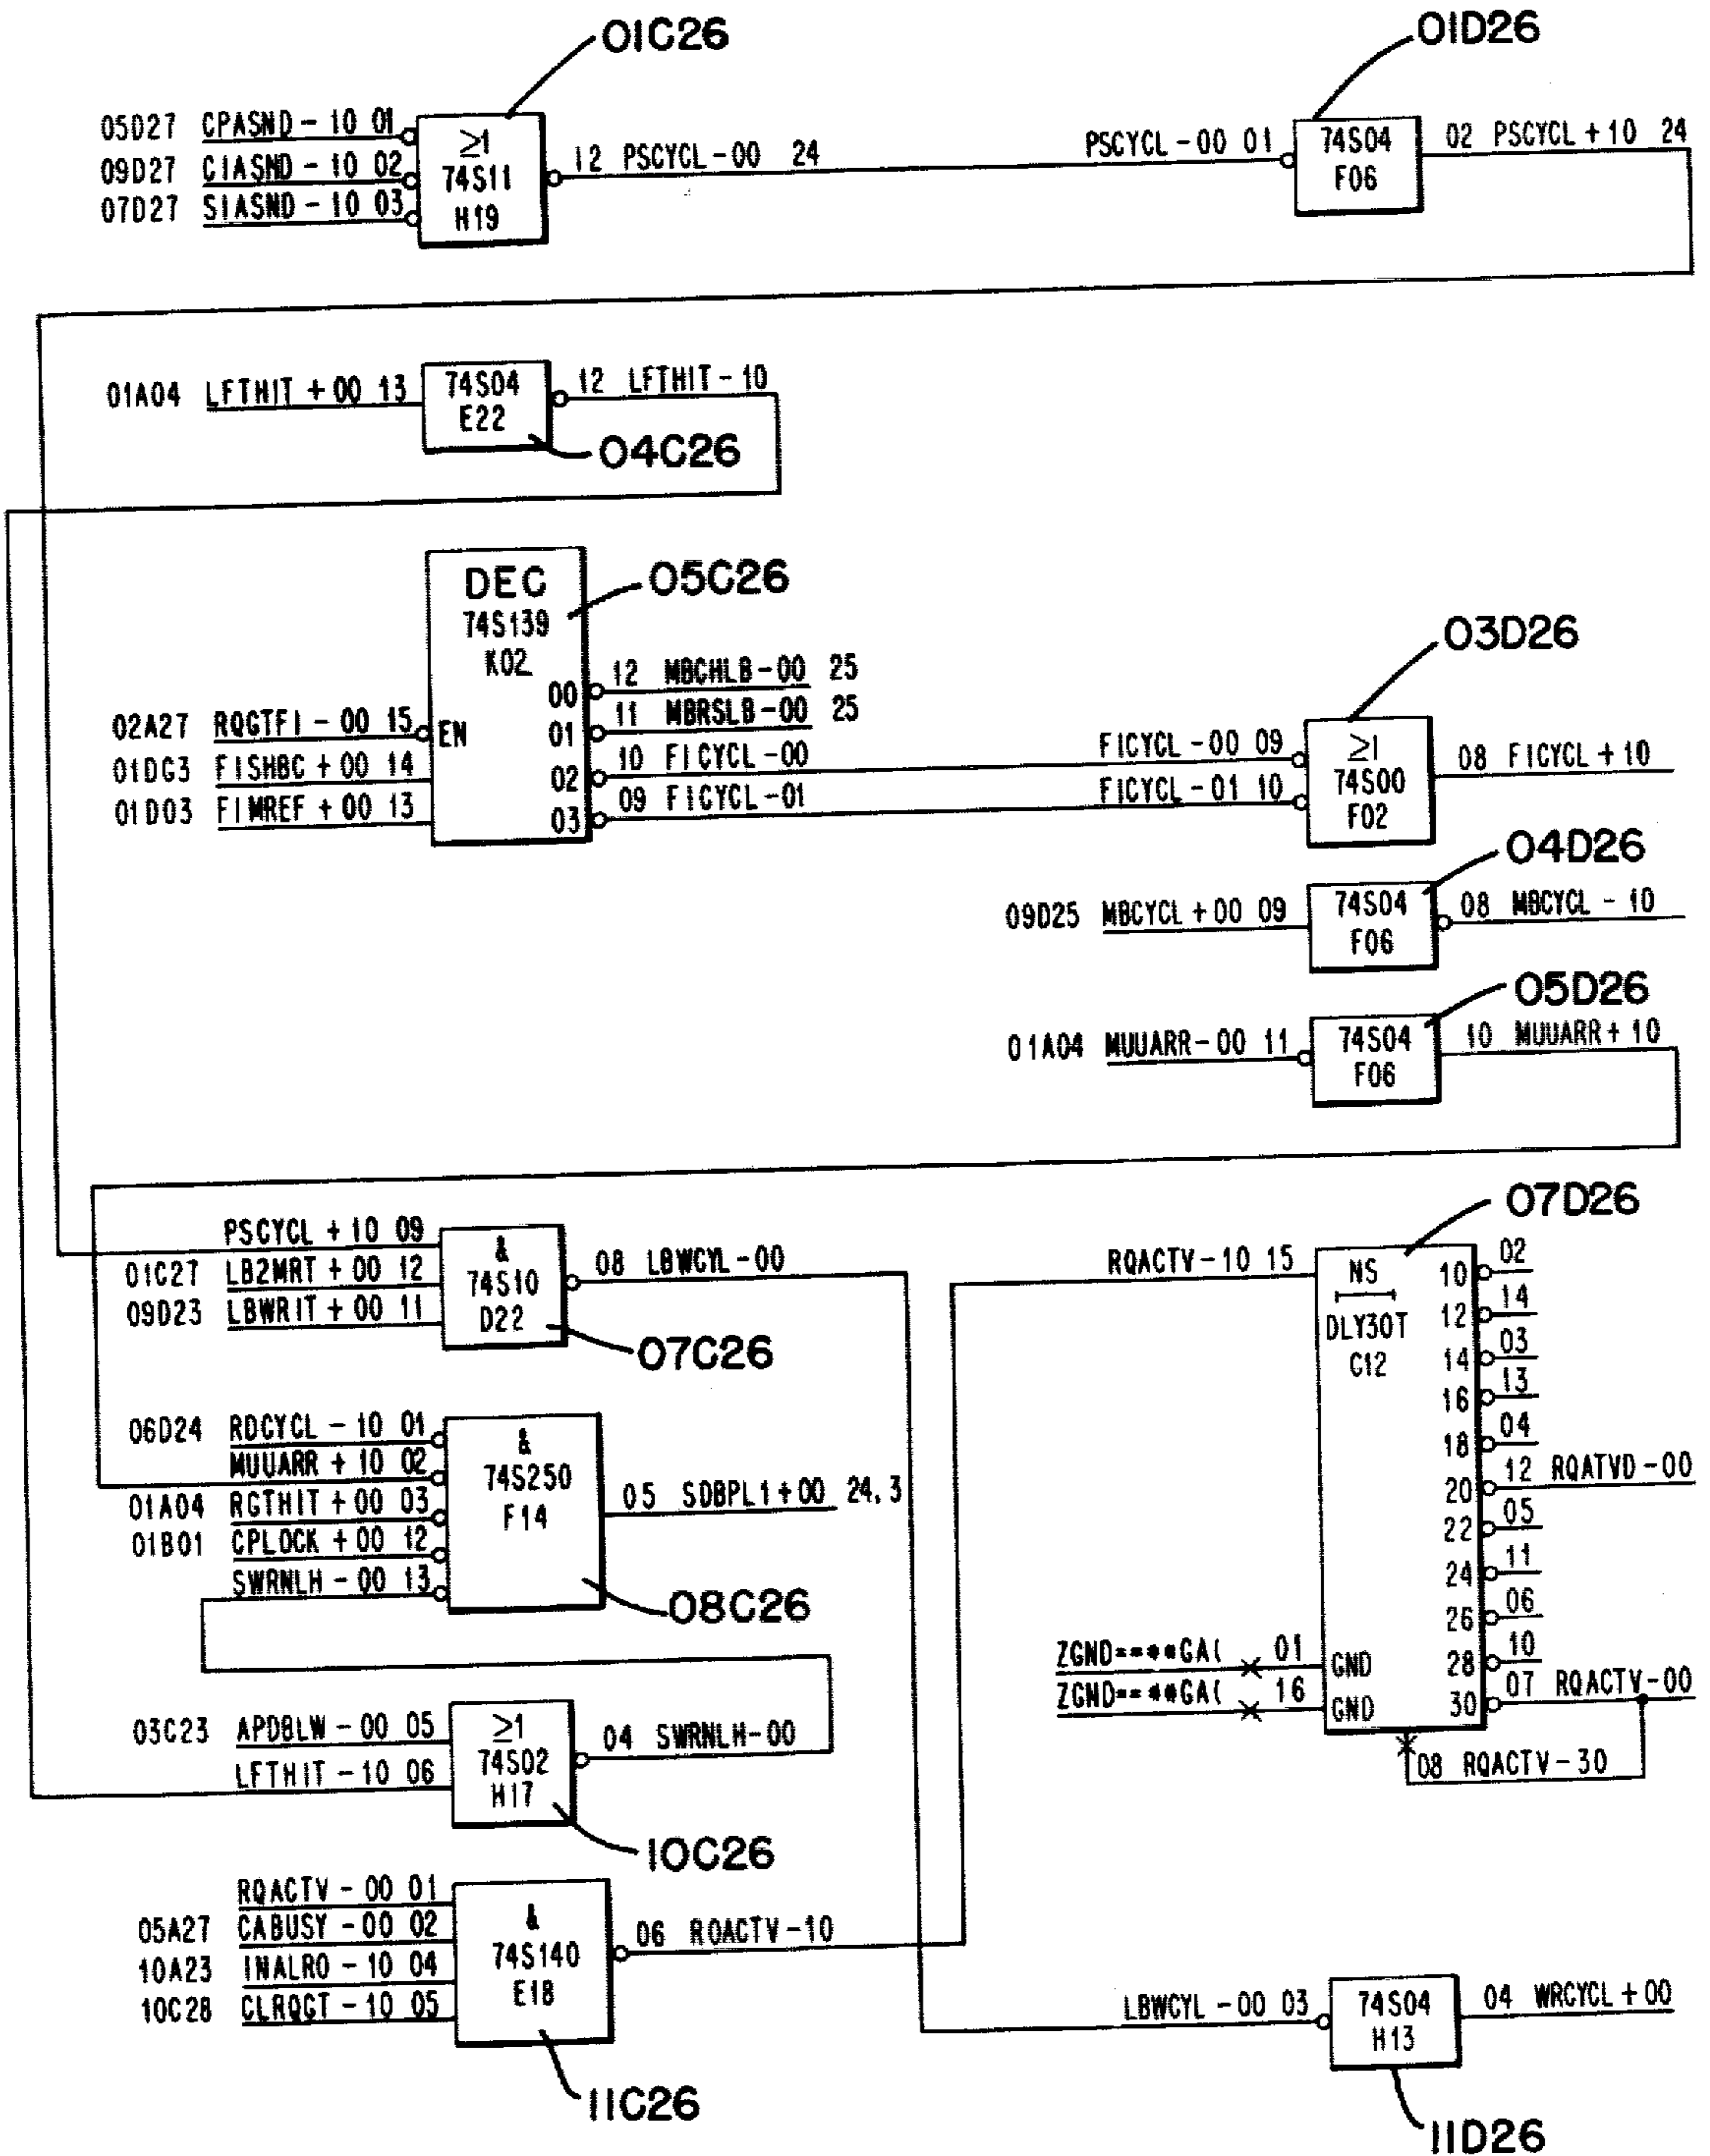 01C26
01D26
05D27 CPASND - 10 01
09D27 CIASND - 10 02
07D27 SIASND - 10 03
≥1
74S11
H19
12 PSCYCL - 00 24
PSCYCL - 00 01
74S04
F06
02 PSCYCL + 10 24
01A04 LFTHIT + 00 13
74S04
E22
12 LFTHIT - 10
04C26
DEC
74S139
K02
05C26
02A27 RQGTFI - 00 15
EN
01DG3 FISHBC + 00 14
01D03 FIMREF + 00 13
00
01
02
03
12 MBCHLB - 00 25
11 MBRSLB - 00 25
10 FICYCL - 00
09 FICYCL - 01
03D26
FICYCL - 00 09
FICYCL - 01 10
≥1
74S00
F02
08 FICYCL + 10
04D26
09D25 MBCYCL + 00 09
74S04
F06
08 MBCYCL - 10
05D26
01A04 MUUARR - 00 11
74S04
F06
10 MUUARR + 10
PSCYCL + 10 09
01C27 LB2MRT + 00 12
09D23 LBWRIT + 00 11
&
74S10
D22
08 LBWCYL - 00
07C26
07D26
RQACTV - 10 15
NS
DLY30T
C12
10 02
12 14
14 03
16 13
18 04
20 12 RQATVD - 00
22 05
24 11
26 06
28 10
30 07 RQACTV - 00
ZGND==**GA( 01 GND
ZGND==**GA( 16 GND
08 RQACTV - 30
06D24 RDCYCL - 10 01
MUUARR + 10 02
01A04 RGTHIT + 00 03
01B01 CPLOCK + 00 12
SWRNLH - 00 13
&
74S250
F14
05 SDBPL1 + 00 24, 3
08C26
03C23 APDBLW - 00 05
LFTHIT - 10 06
≥1
74S02
H17
04 SWRNLH - 00
10C26
RQACTV - 00 01
05A27 CABUSY - 00 02
10A23 INALRO - 10 04
10C28 CLRQGT - 10 05
&
74S140
E18
06 ROACTV - 10
11C26
LBWCYL - 00 03
74S04
H13
04 WRCYCL + 00
11D26